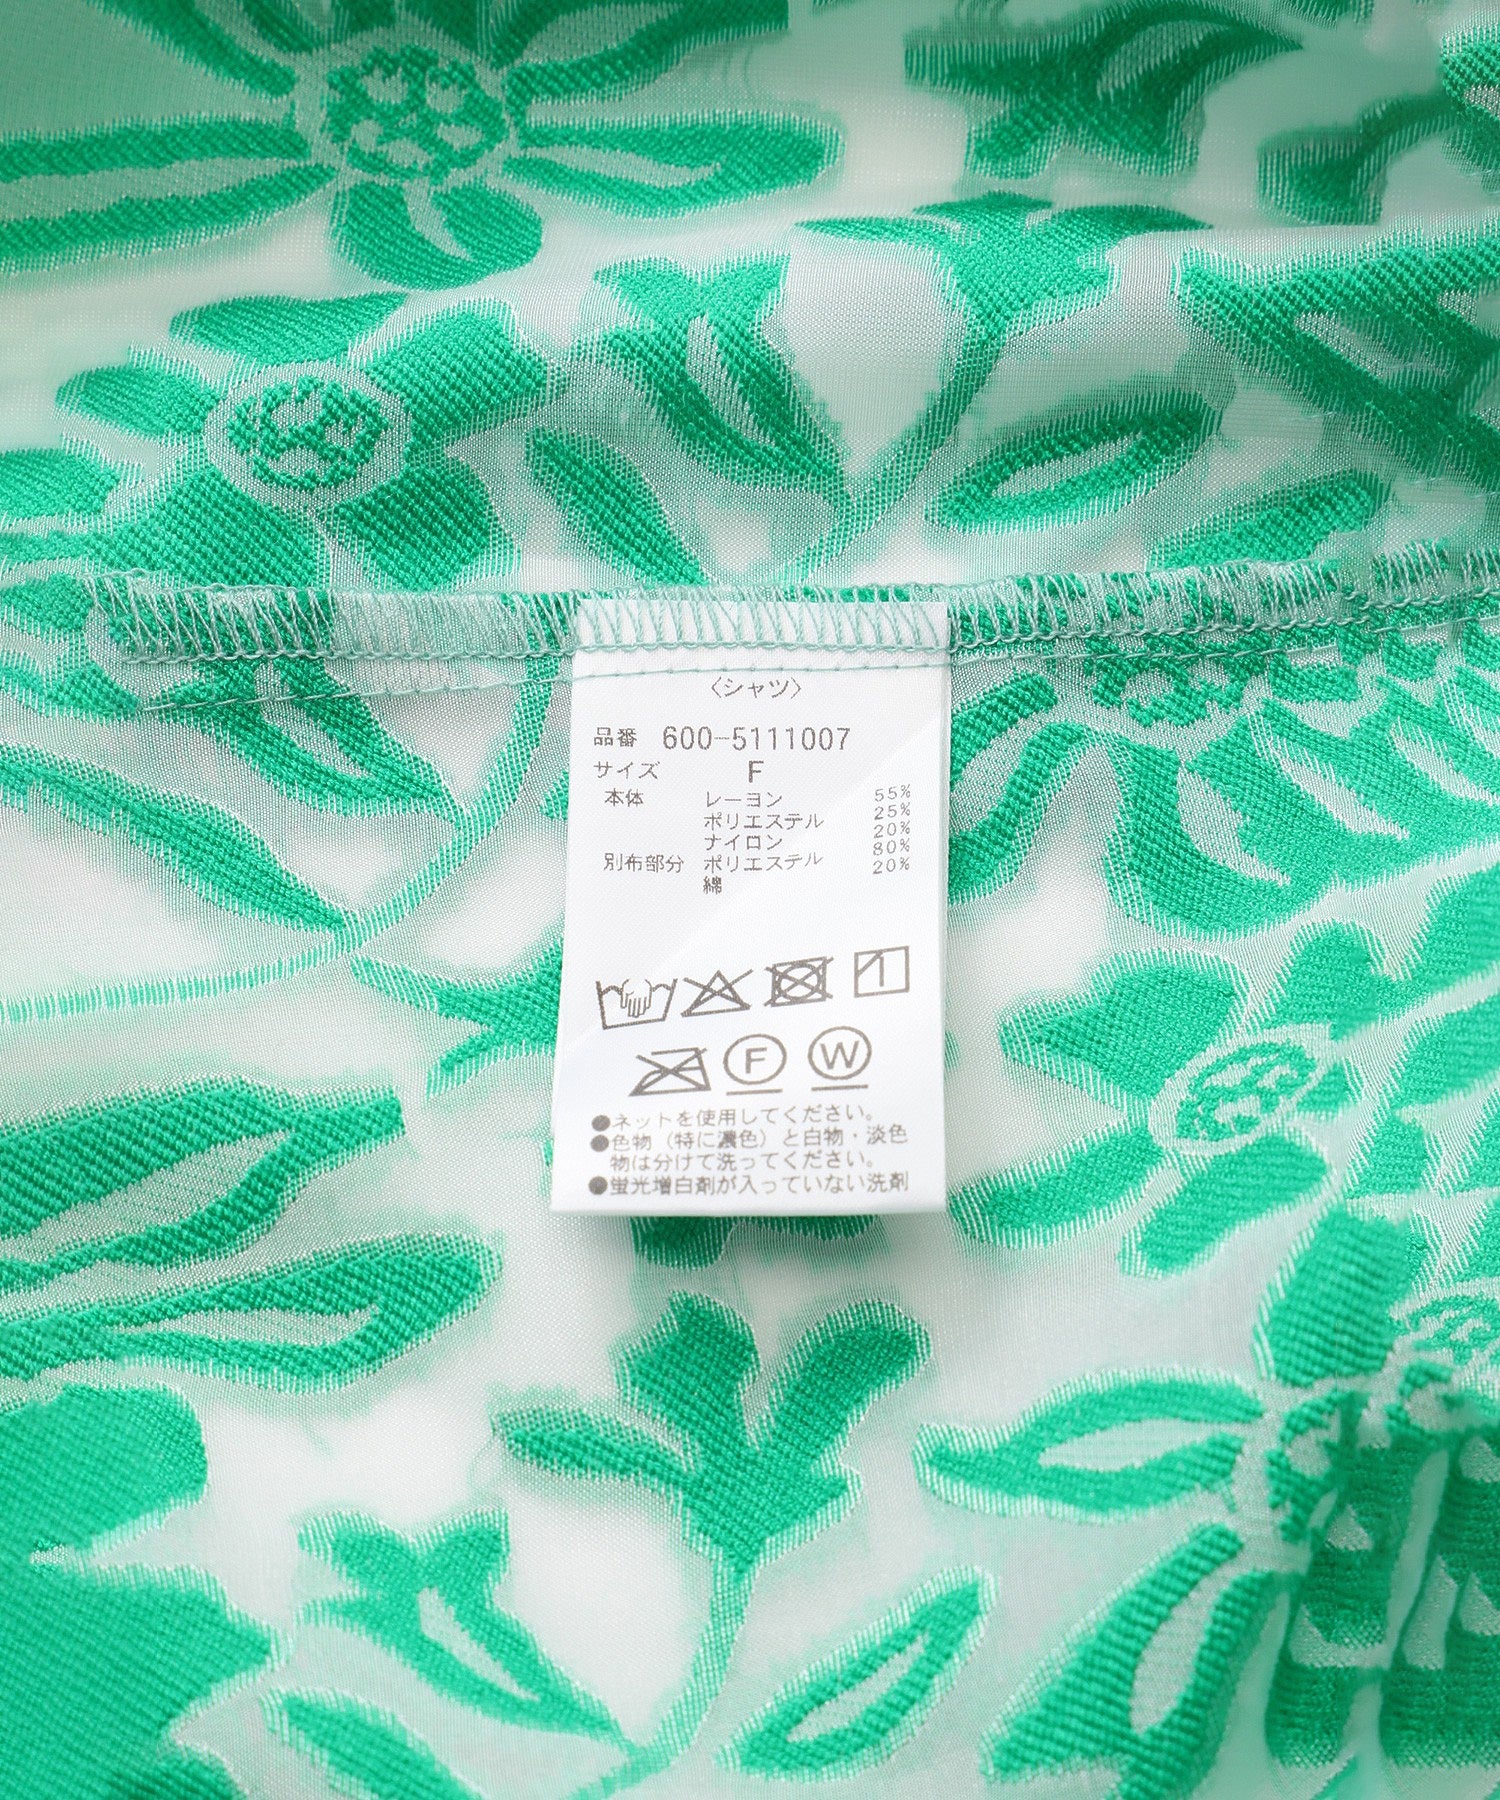 〈シャツ〉
品番 600-5111007
サイズ F
本体 レーヨン 55%
ポリエステル 25%
ナイロン 20%
別布部分 ポリエステル 80%
綿 20%
1
F W
●ネットを使用してください。
●色物（特に濃色）と白物・淡色
物は分けて洗ってください。
●蛍光増白剤が入っていない洗剤